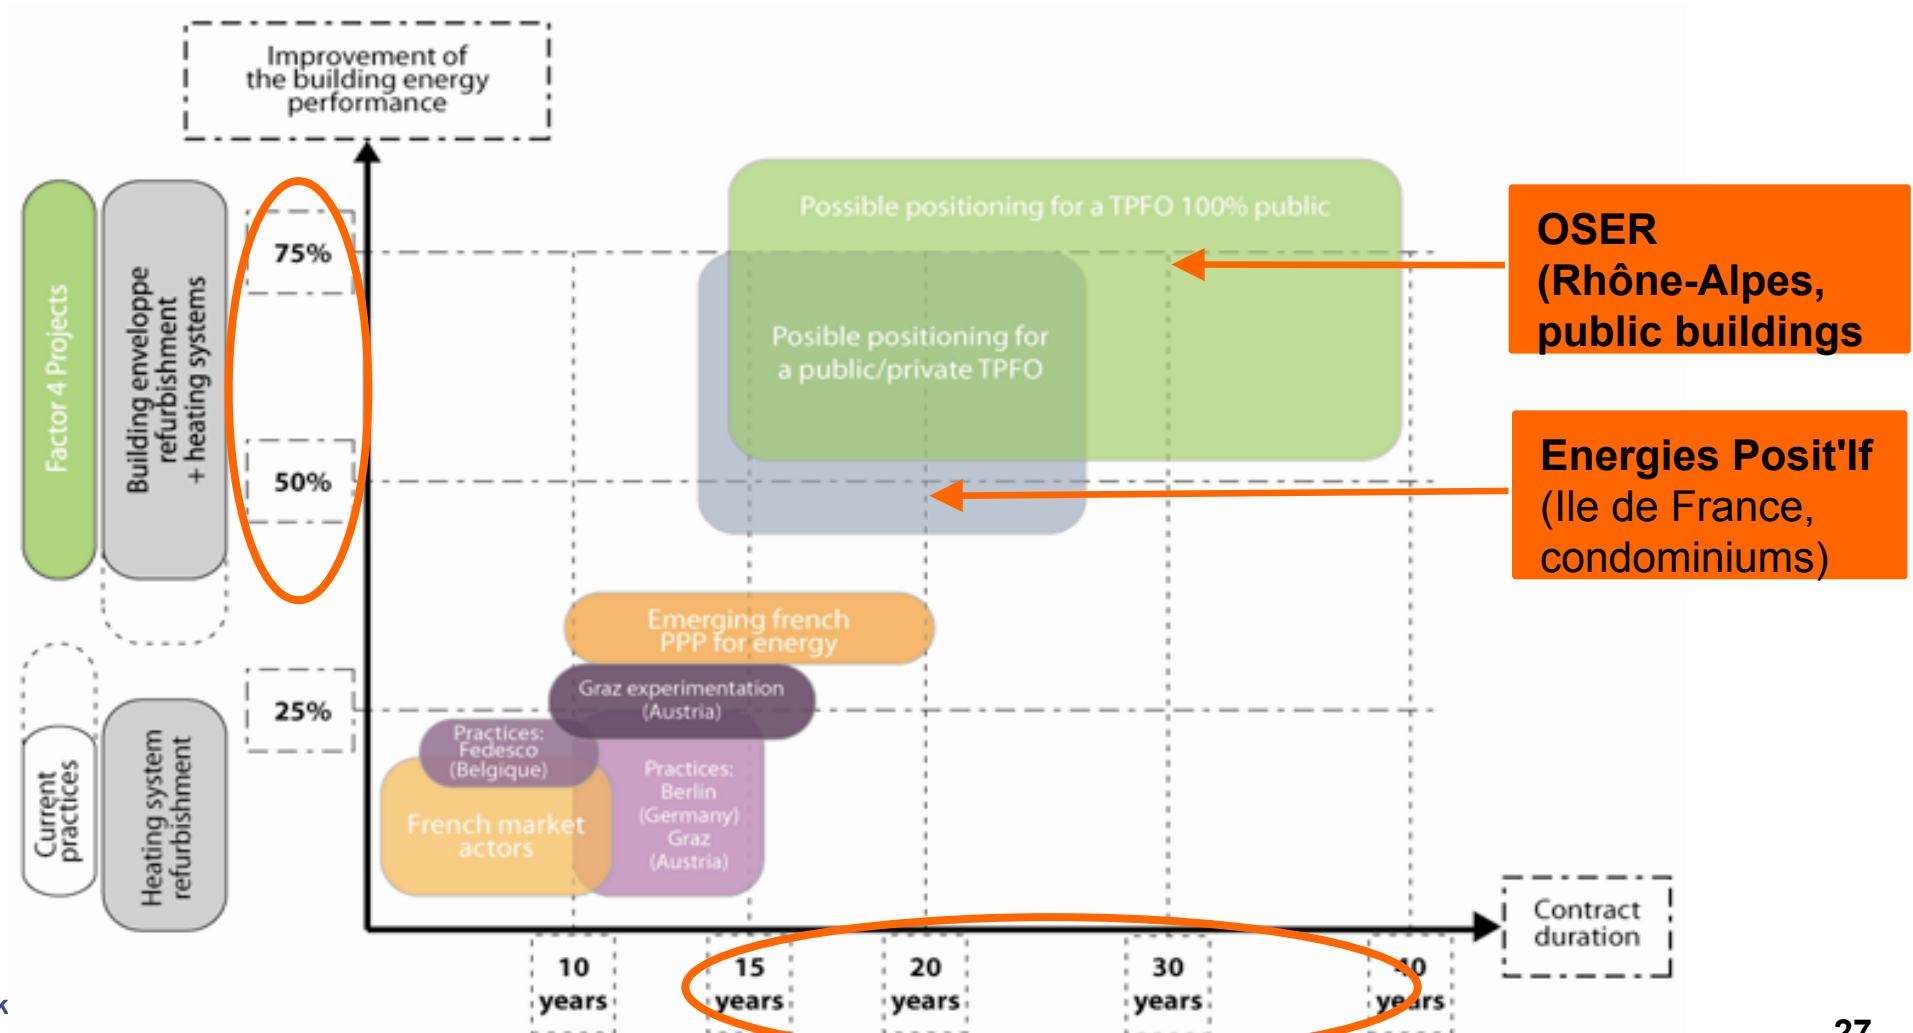 Improvement of
the building energy
performance
Factor 4 Projects
Building enveloppe
refurbishment
+ heating systems
75%
50%
25%
Current
practices
Heating system
refurbishment
Possible positioning for a TPFO 100% public
Posible positioning for
a public/private TPFO
Emerging french
PPP for energy
Graz experimentation
(Austria)
Practices:
Fedesco
(Belgique)
French market
actors
Practices:
Berlin
(Germany)
Graz
(Austria)
OSER
(Rhône-Alpes,
public buildings
Energies Posit'If
(Ile de France,
condominiums)
Contract
duration
10
years
15
years
20
years
30
years
40
years
k
27